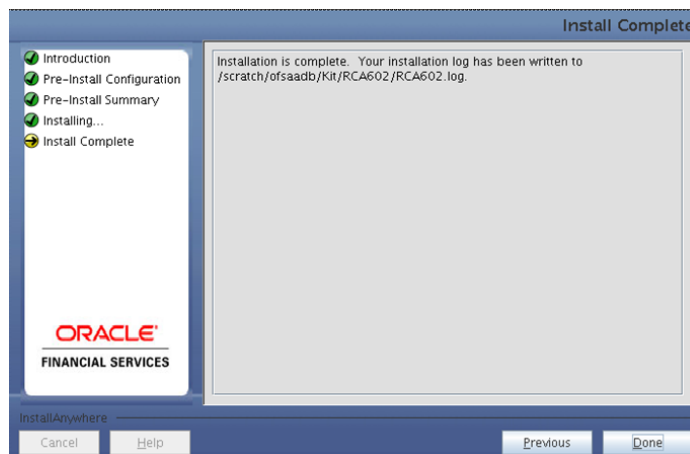 Install Complete
Introduction
Pre-Install Configuration
Pre-Install Summary
Installing...
Install Complete
Installation is complete. Your installation log has been written to
/scratch/ofsaadb/Kit/RCA602/RCA602.log.
ORACLE'
FINANCIAL SERVICES
InstallAnywhere
Cancel
Help
Previous
Done